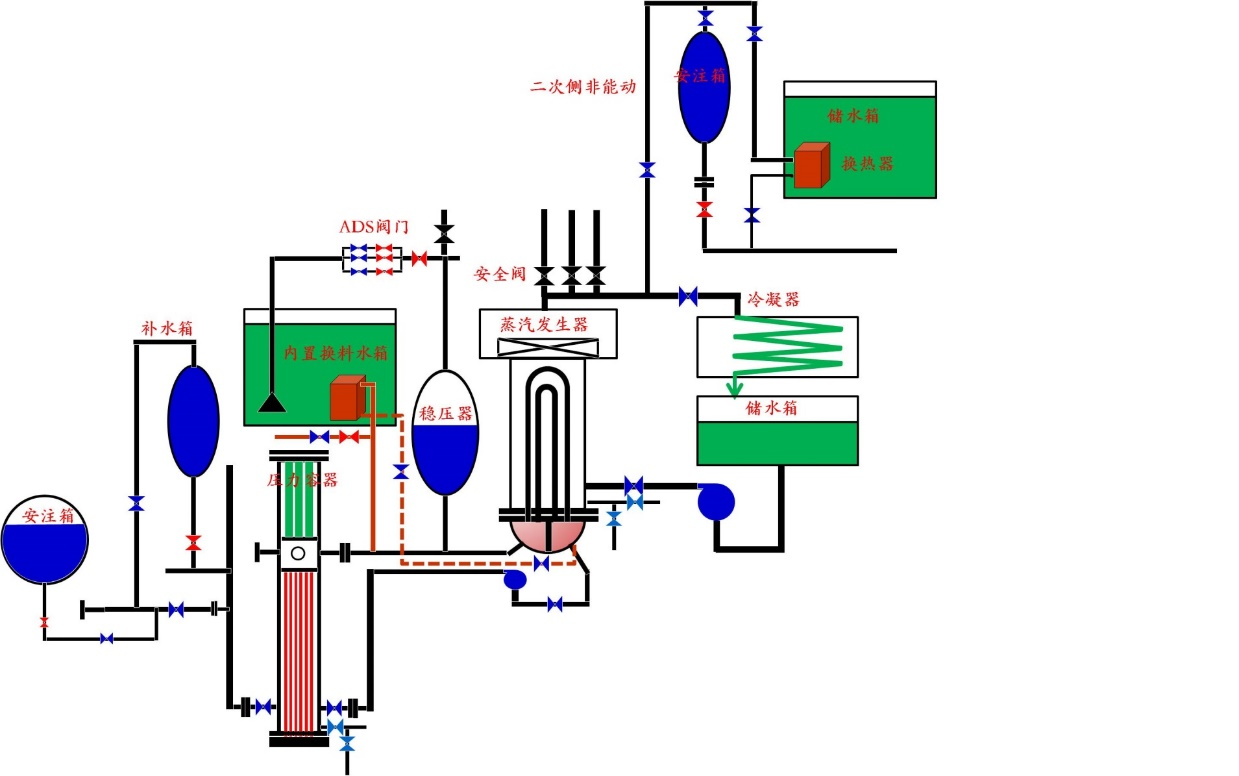 安注箱
二次侧非能动
储水箱
换热器
ADS阀门
安全阀
冷凝器
补水箱
蒸汽发生器
内置换料水箱
稳压器
储水箱
压力容器
安注箱